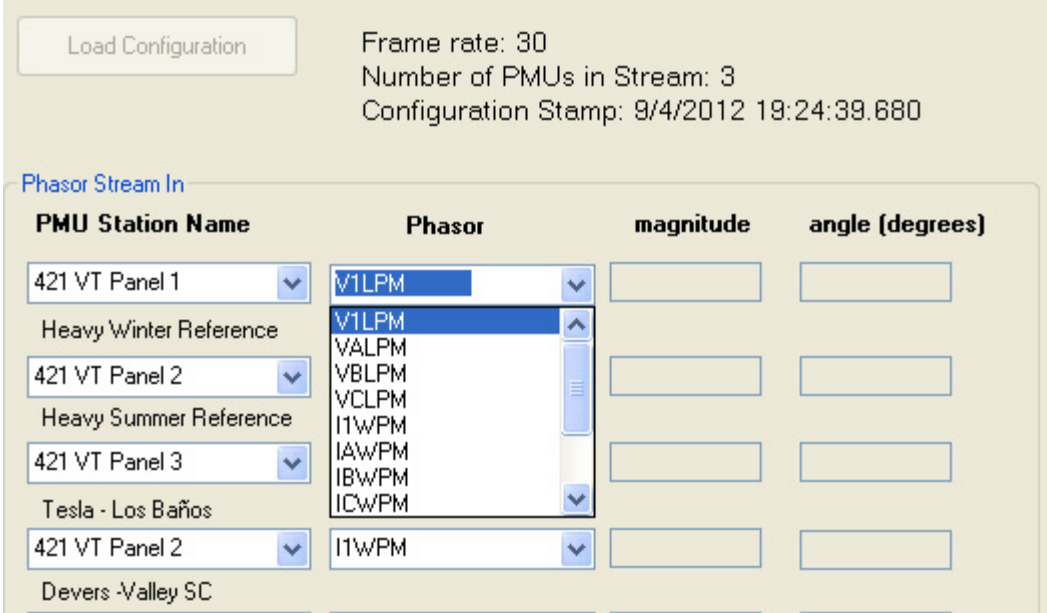 Load Configuration
Frame rate: 30
Number of PMUs in Stream: 3
Configuration Stamp: 9/4/2012 19:24:39.680
Phasor Stream In
PMU Station Name
Phasor
magnitude
angle (degrees)
421 VT Panel 1
V1LPM
Heavy Winter Reference
V1LPM
VALPM
VBLPM
VCLPM
I1WPM
IAWPM
IBWPM
ICWPM
421 VT Panel 2
Heavy Summer Reference
421 VT Panel 3
Tesla - Los Baños
421 VT Panel 2
I1WPM
Devers -Valley SC